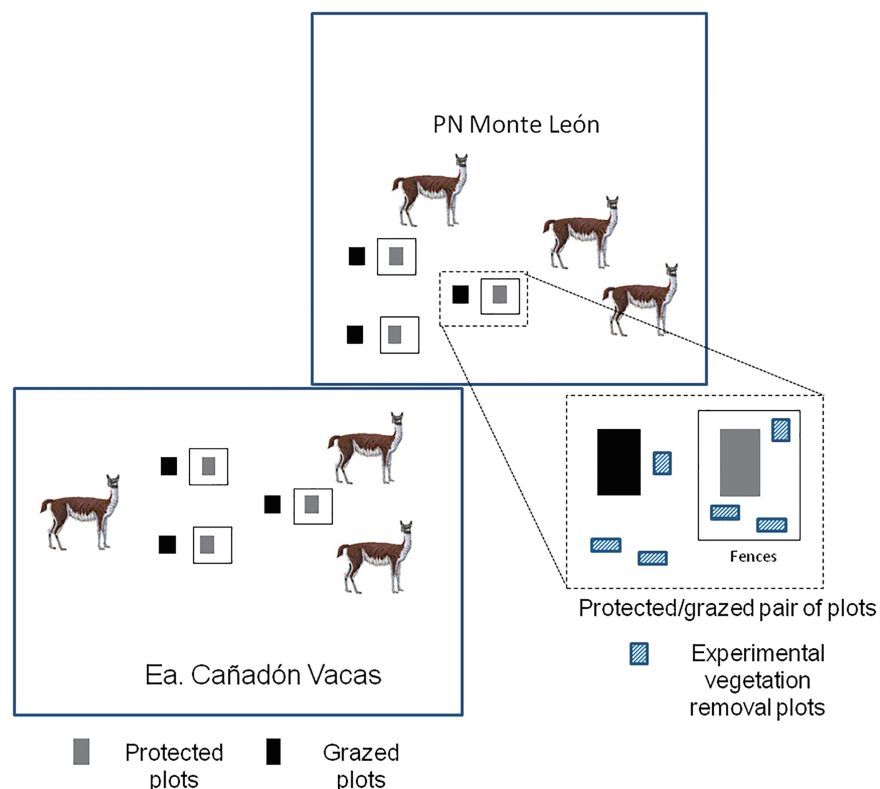 PN Monte León
Fences
Protected/grazed pair of plots
Experimental
vegetation
removal plots
Ea. Cañadón Vacas
Protected
plots
Grazed
plots